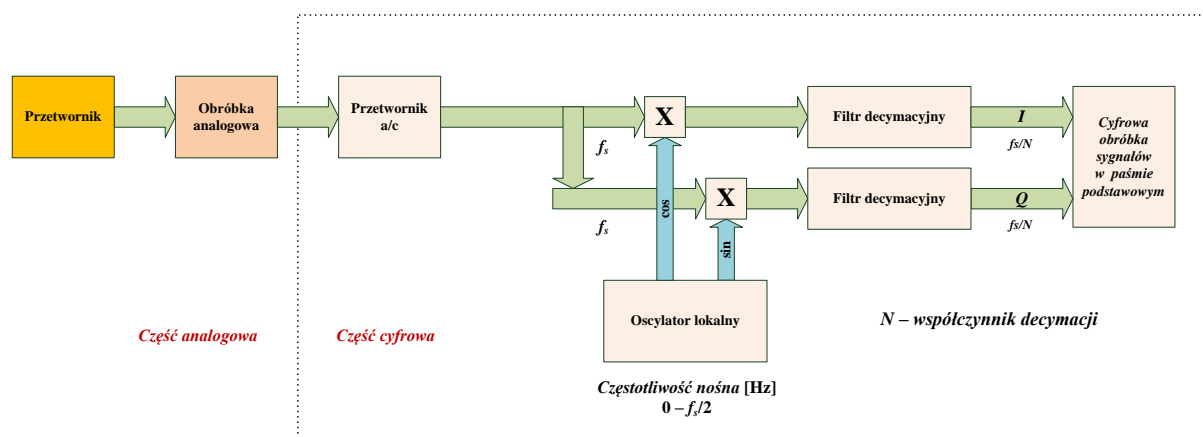 Przetwornik
Obróbka
analogowa
Przetwornik
a/c
X
Filtr decymacyjny
I
fs/N
Cyfrowa
obróbka
sygnałów
w paśmie
podstawowym
fs
X
Filtr decymacyjny
Q
fs/N
fs
cos
sin
Oscylator lokalny
N – współczynnik decymacji
Część analogowa
Część cyfrowa
Częstotliwość nośna [Hz]
0 – fs/2